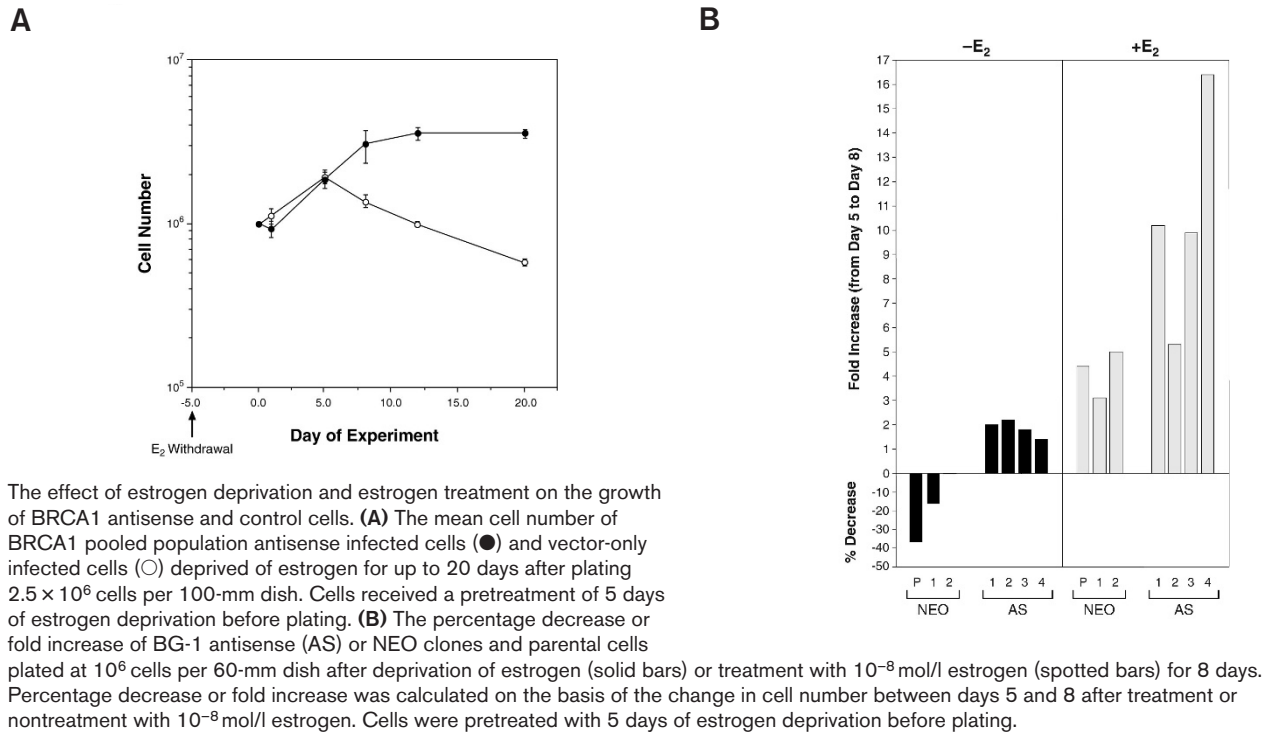 A
B
10⁷
10⁶
10⁵
Cell Number
-5.0 0.0 5.0 10.0 15.0 20.0
Day of Experiment
E₂ Withdrawal
–E₂ +E₂
17
16
15
14
13
13
12
11
10
9
8
7
6
5
4
3
2
1
0
-10
-20
-30
-40
-50
Fold Increase (from Day 5 to Day 8)
% Decrease
P 1 2 1 2 3 4 P 1 2 1 2 3 4
NEO AS NEO AS
The effect of estrogen deprivation and estrogen treatment on the growth
of BRCA1 antisense and control cells. (A) The mean cell number of
BRCA1 pooled population antisense infected cells (●) and vector-only
infected cells (○) deprived of estrogen for up to 20 days after plating
2.5 × 10⁶ cells per 100-mm dish. Cells received a pretreatment of 5 days
of estrogen deprivation before plating. (B) The percentage decrease or
fold increase of BG-1 antisense (AS) or NEO clones and parental cells
plated at 10⁶ cells per 60-mm dish after deprivation of estrogen (solid bars) or treatment with 10⁻⁸ mol/l estrogen (spotted bars) for 8 days.
Percentage decrease or fold increase was calculated on the basis of the change in cell number between days 5 and 8 after treatment or
nontreatment with 10⁻⁸ mol/l estrogen. Cells were pretreated with 5 days of estrogen deprivation before plating.